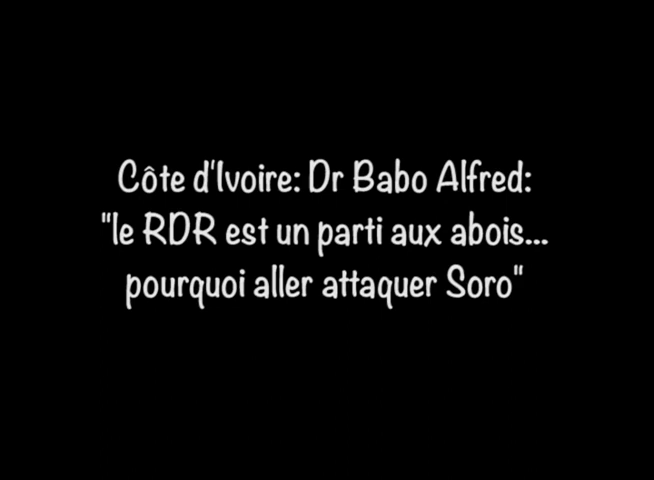 Côte d'Ivoire: Dr Babo Alfred:
"le RDR est un parti aux abois...
pourquoi aller attaquer Soro"